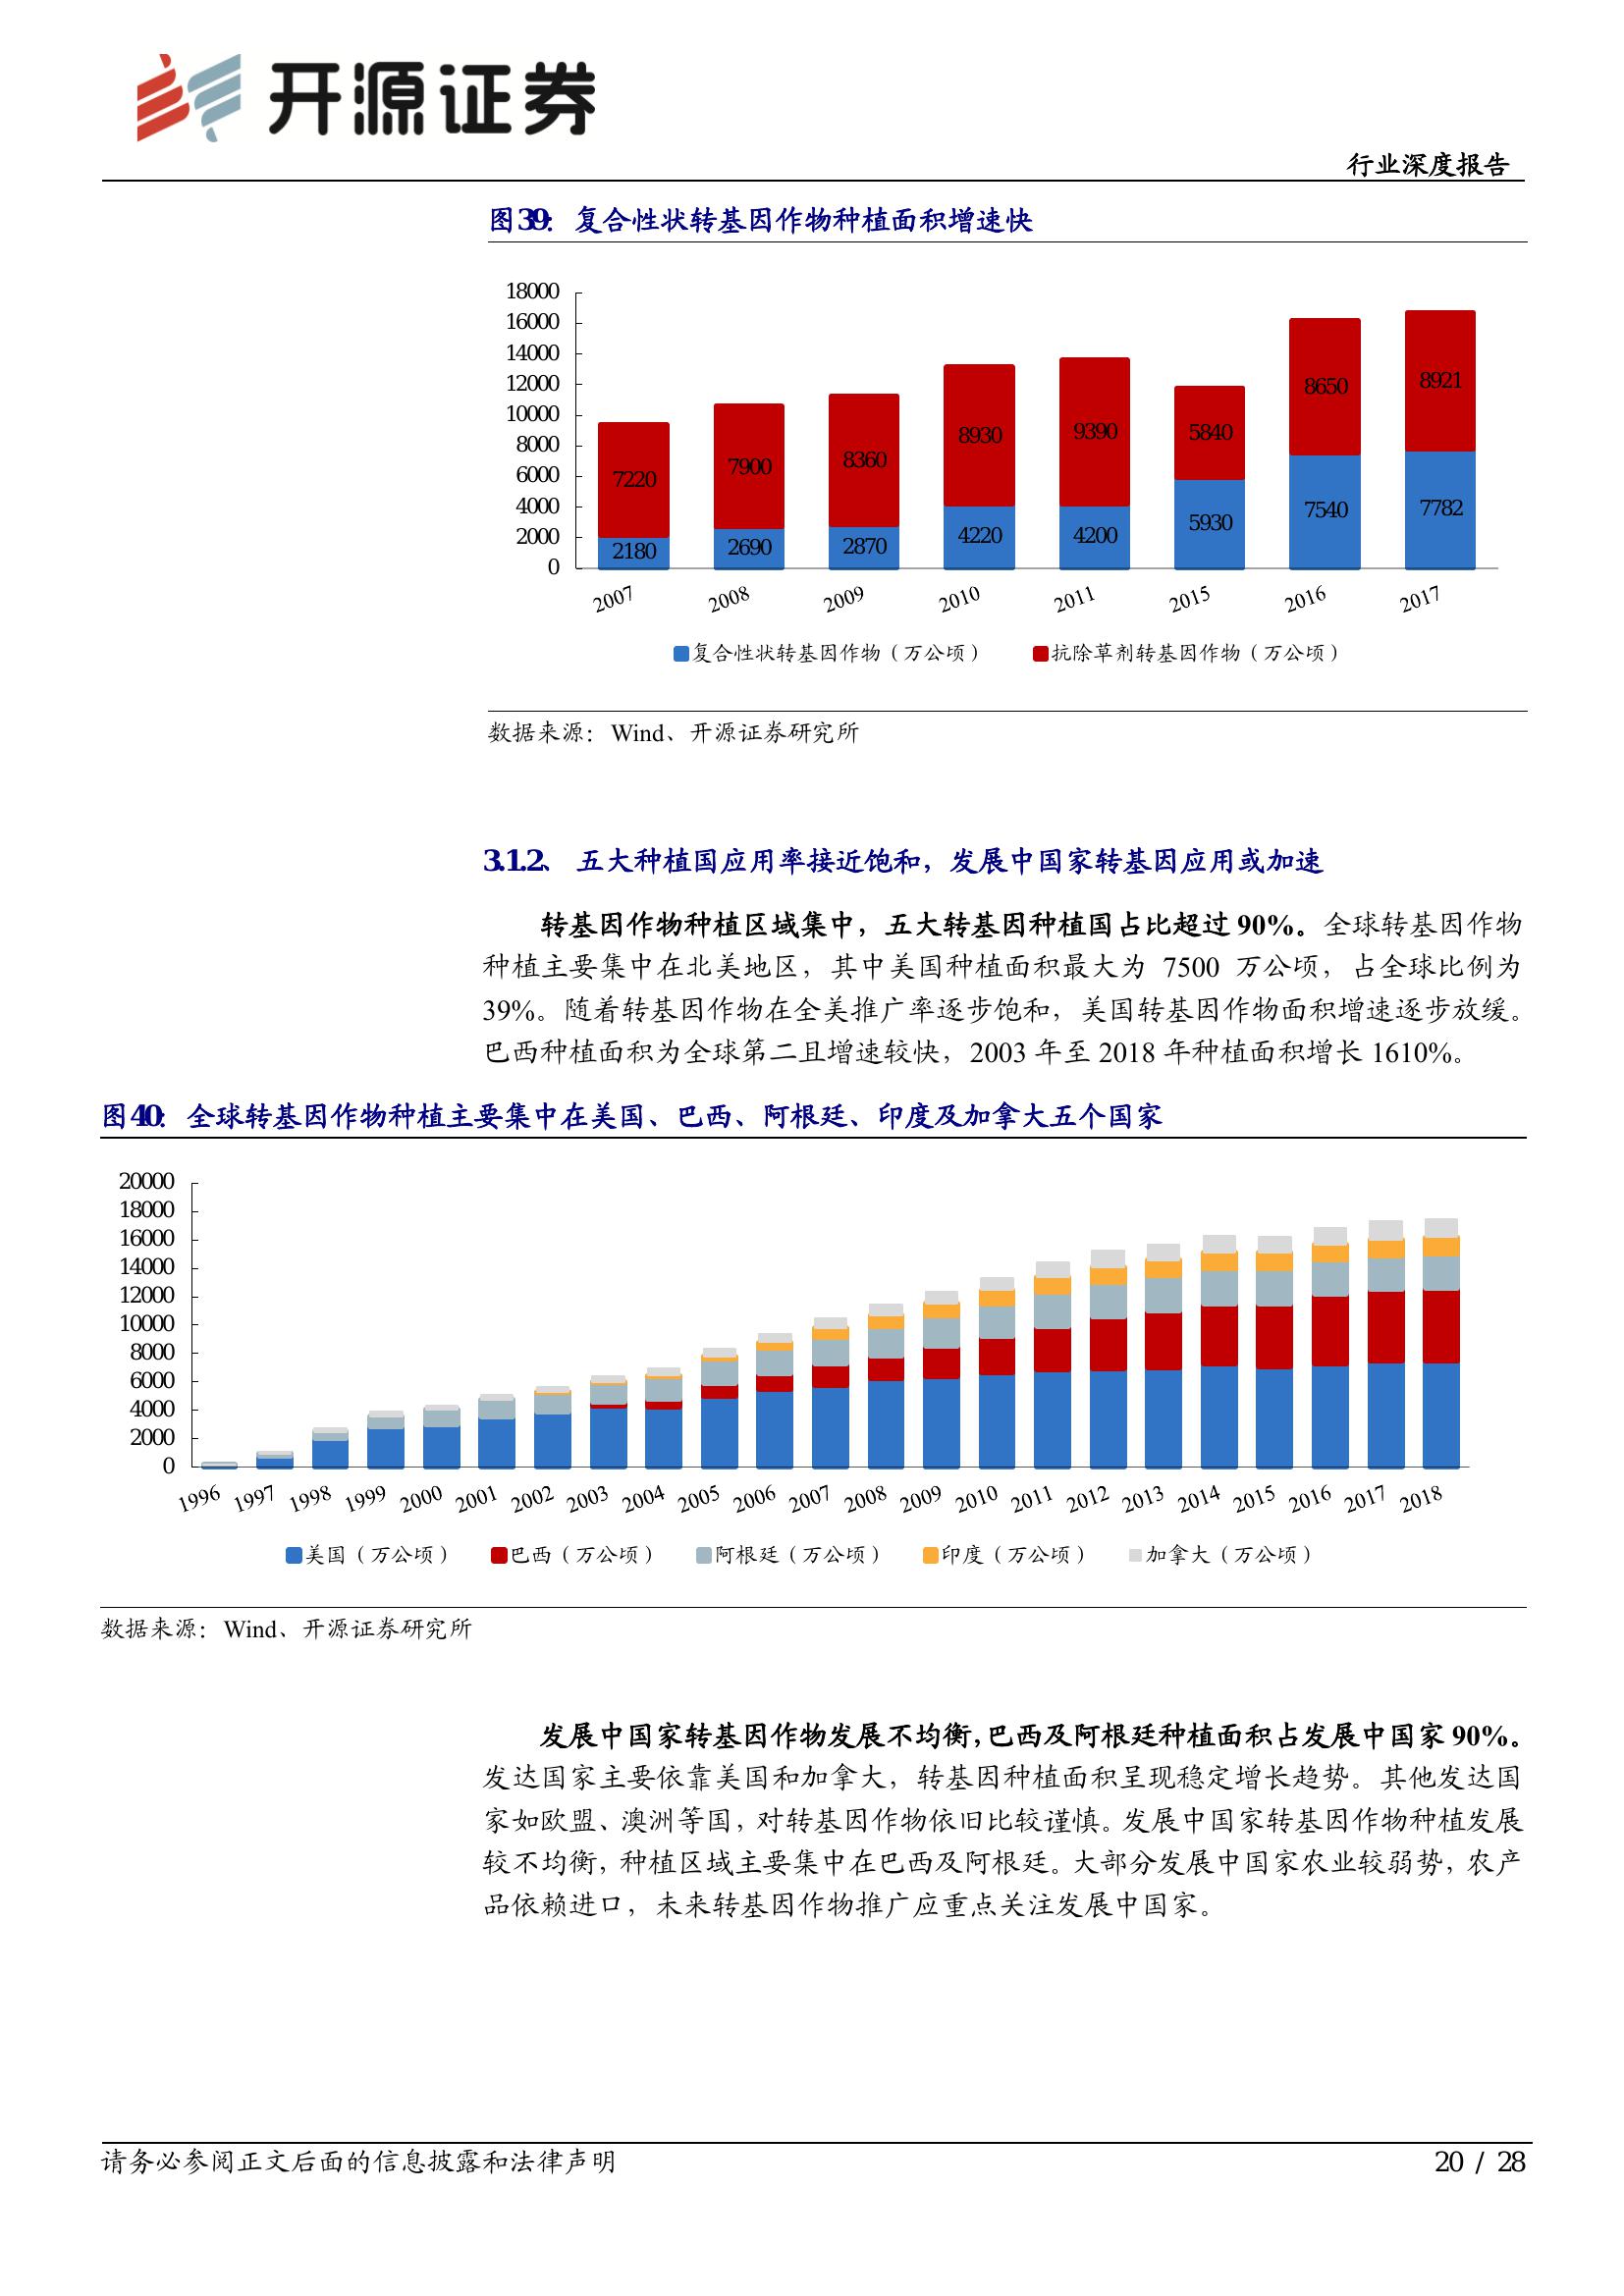 开源证券
行业深度报告
图39： 复合性状转基因作物种植面积增速快
18000
16000
14000
12000
10000
8000
6000
4000
2000
0
7220 7900 8360 8930 9390 5840 8650 8921
2180 2690 2870 4220 4200 5930 7540 7782
2007 2008 2009 2010 2011 2015 2016 2017
复合性状转基因作物（万公顷） 抗除草剂转基因作物（万公顷）
数据来源：Wind、开源证券研究所
3.1.2、 五大种植国应用率接近饱和，发展中国家转基因应用或加速
转基因作物种植区域集中，五大转基因种植国占比超过 90%。全球转基因作物
种植主要集中在北美地区，其中美国种植面积最大为 7500 万公顷，占全球比例为
39%。随着转基因作物在全美推广率逐步饱和，美国转基因作物面积增速逐步放缓。
巴西种植面积为全球第二且增速较快，2003 年至 2018 年种植面积增长 1610%。
图40： 全球转基因作物种植主要集中在美国、巴西、阿根廷、印度及加拿大五个国家
20000
18000
16000
14000
12000
10000
8000
6000
4000
2000
0
1996 1997 1998 1999 2000 2001 2002 2003 2004 2005 2006 2007 2008 2009 2010 2011 2012 2013 2014 2015 2016 2017 2018
美国（万公顷） 巴西（万公顷） 阿根廷（万公顷） 印度（万公顷） 加拿大（万公顷）
数据来源：Wind、开源证券研究所
发展中国家转基因作物发展不均衡，巴西及阿根廷种植面积占发展中国家 90%。
发达国家主要依靠美国和加拿大，转基因种植面积呈现稳定增长趋势。其他发达国
家如欧盟、澳洲等国，对转基因作物依旧比较谨慎。发展中国家转基因作物种植发展
较不均衡，种植区域主要集中在巴西及阿根廷。大部分发展中国家农业较弱势，农产
品依赖进口，未来转基因作物推广应重点关注发展中国家。
请务必参阅正文后面的信息披露和法律声明
20 / 28